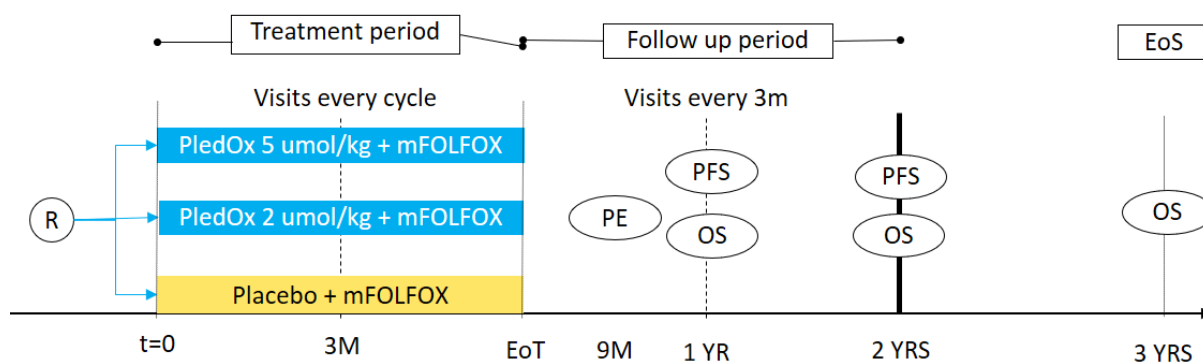 Treatment period
Follow up period
EoS
Visits every cycle
Visits every 3m
PledOx 5 umol/kg + mFOLFOX
PFS
PFS
R
PledOx 2 umol/kg + mFOLFOX
PE
OS
OS
OS
Placebo + mFOLFOX
t=0
3M
EoT
9M
1 YR
2 YRS
3 YRS